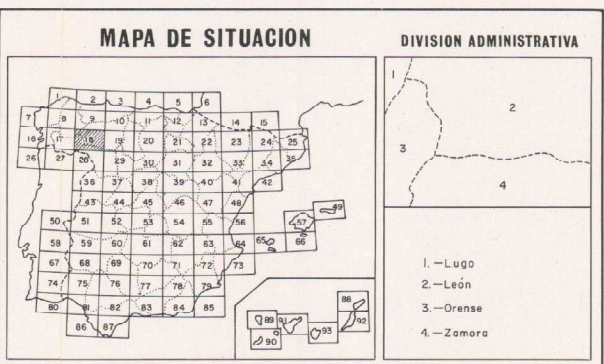 MAPA DE SITUACION
1 2 3 4 5 6
7 8 9 10 11 12 13 14 15
16 17 18 19 20 21 22 23 24 25
26 27 28 29 30 31 32 33 34 35
36 37 38 39 40 41 42
43 44 45 46 47 48 49
50 51 52 53 54 55 56 57
58 59 60 61 62 63 64 65 66
67 68 69 70 71 72 73
74 75 76 77 78 79
80 81 82 83 84 85
86 87 88
89 91 93 92
90
DIVISION ADMINISTRATIVA
1
2
3
4
1.—Lugo
2.—León
3.—Orense
4.—Zamora